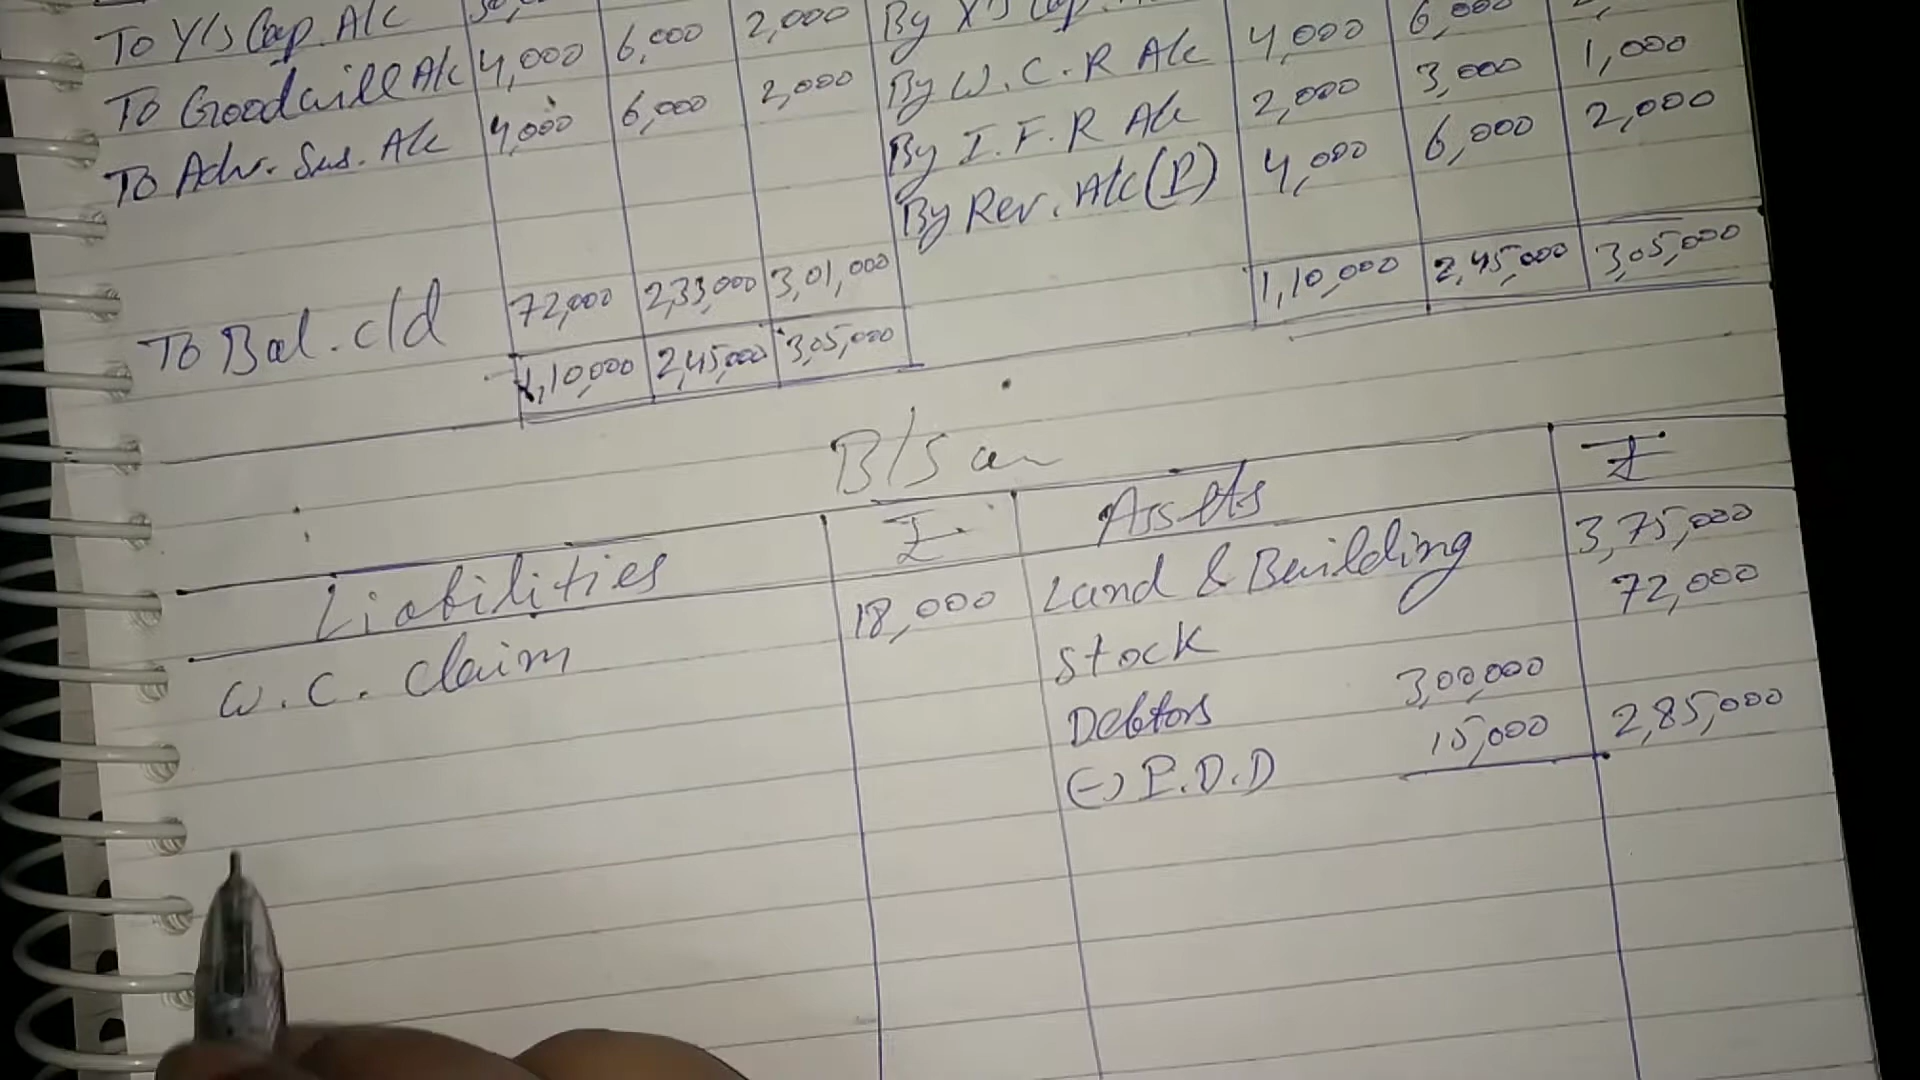 To Y's Cap. A/c
To Goodwill A/c 4,000 6,000 2,000
To Adv. Sus. A/c 4,000 6,000 2,000
To Bal. c/d 72,000 2,33,000 3,01,000
1,10,000 2,45,000 3,05,000
By X's Cap.
By W.C.R A/c 4,000 6,000
By I.F.R A/c 2,000 3,000 1,000
By Rev. A/c (P) 4,000 6,000 2,000
1,10,000 2,45,000 3,05,000
B/S as
Liabilities ₹ Assets ₹
W.C. Claim 18,000 Land & Building 3,75,000
Stock 72,000
Debtors 3,00,000
(-) P.D.D 15,000 2,85,000